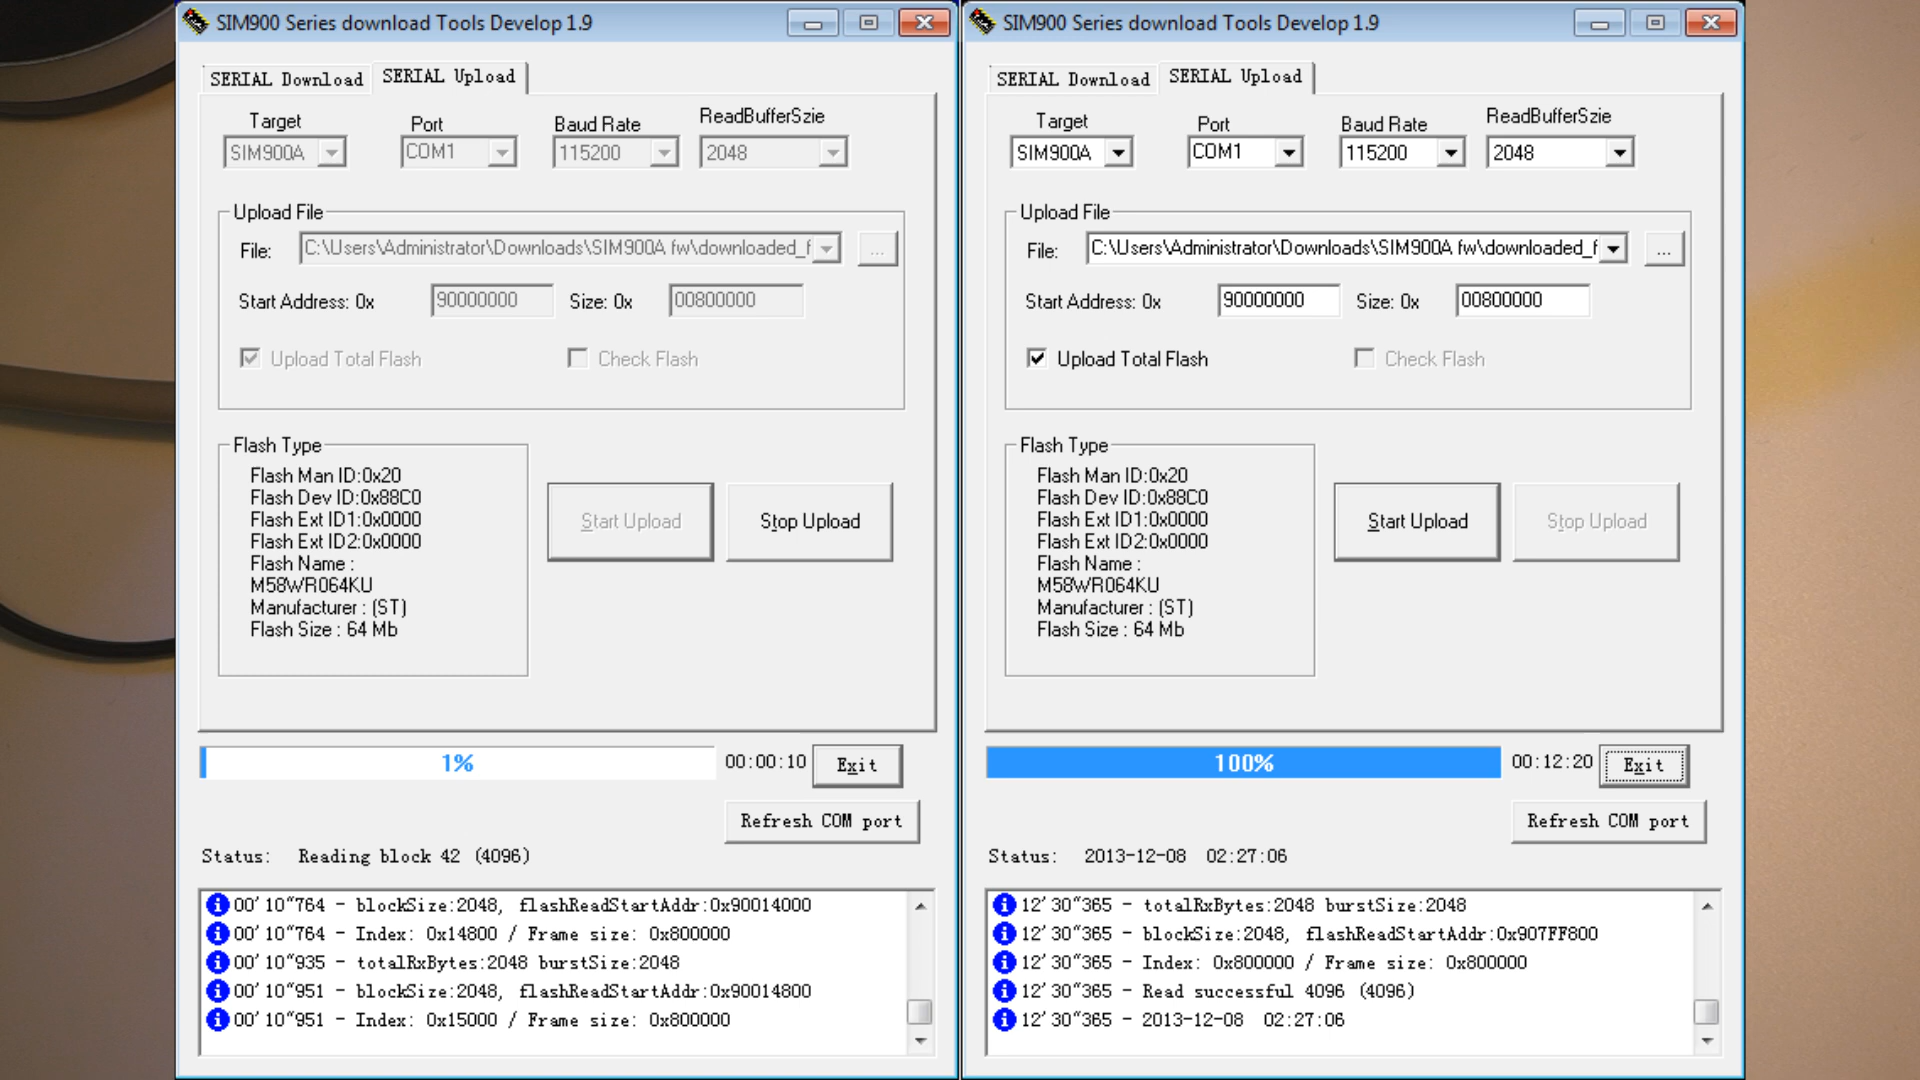 SIM900 Series download Tools Develop 1.9
SERIAL Download
SERIAL Upload
Target
Port
Baud Rate
ReadBufferSzie
SIM900A
COM1
115200
2048
Upload File
File:
C:\Users\Administrator\Downloads\SIM900A fw\downloaded_f
...
Start Address: 0x
90000000
Size: 0x
00800000
Upload Total Flash
Check Flash
Flash Type
Flash Man ID:0x20
Flash Dev ID:0x88C0
Flash Ext ID1:0x0000
Flash Ext ID2:0x0000
Flash Name :
M58WR064KU
Manufacturer : (ST)
Flash Size : 64 Mb
Start Upload
Stop Upload
1%
00:00:10
Exit
Refresh COM port
Status: Reading block 42 (4096)
00'10"764 - blockSize:2048, flashReadStartAddr:0x90014000
00'10"764 - Index: 0x14800 / Frame size: 0x800000
00'10"935 - totalRxBytes:2048 burstSize:2048
00'10"951 - blockSize:2048, flashReadStartAddr:0x90014800
00'10"951 - Index: 0x15000 / Frame size: 0x800000
SIM900 Series download Tools Develop 1.9
SERIAL Download
SERIAL Upload
Target
Port
Baud Rate
ReadBufferSzie
SIM900A
COM1
115200
2048
Upload File
File:
C:\Users\Administrator\Downloads\SIM900A fw\downloaded_f
...
Start Address: 0x
90000000
Size: 0x
00800000
Upload Total Flash
Check Flash
Flash Type
Flash Man ID:0x20
Flash Dev ID:0x88C0
Flash Ext ID1:0x0000
Flash Ext ID2:0x0000
Flash Name :
M58WR064KU
Manufacturer : (ST)
Flash Size : 64 Mb
Start Upload
Stop Upload
100%
00:12:20
Exit
Refresh COM port
Status: 2013-12-08 02:27:06
12'30"365 - totalRxBytes:2048 burstSize:2048
12'30"365 - blockSize:2048, flashReadStartAddr:0x907FF800
12'30"365 - Index: 0x800000 / Frame size: 0x800000
12'30"365 - Read successful 4096 (4096)
12'30"365 - 2013-12-08 02:27:06